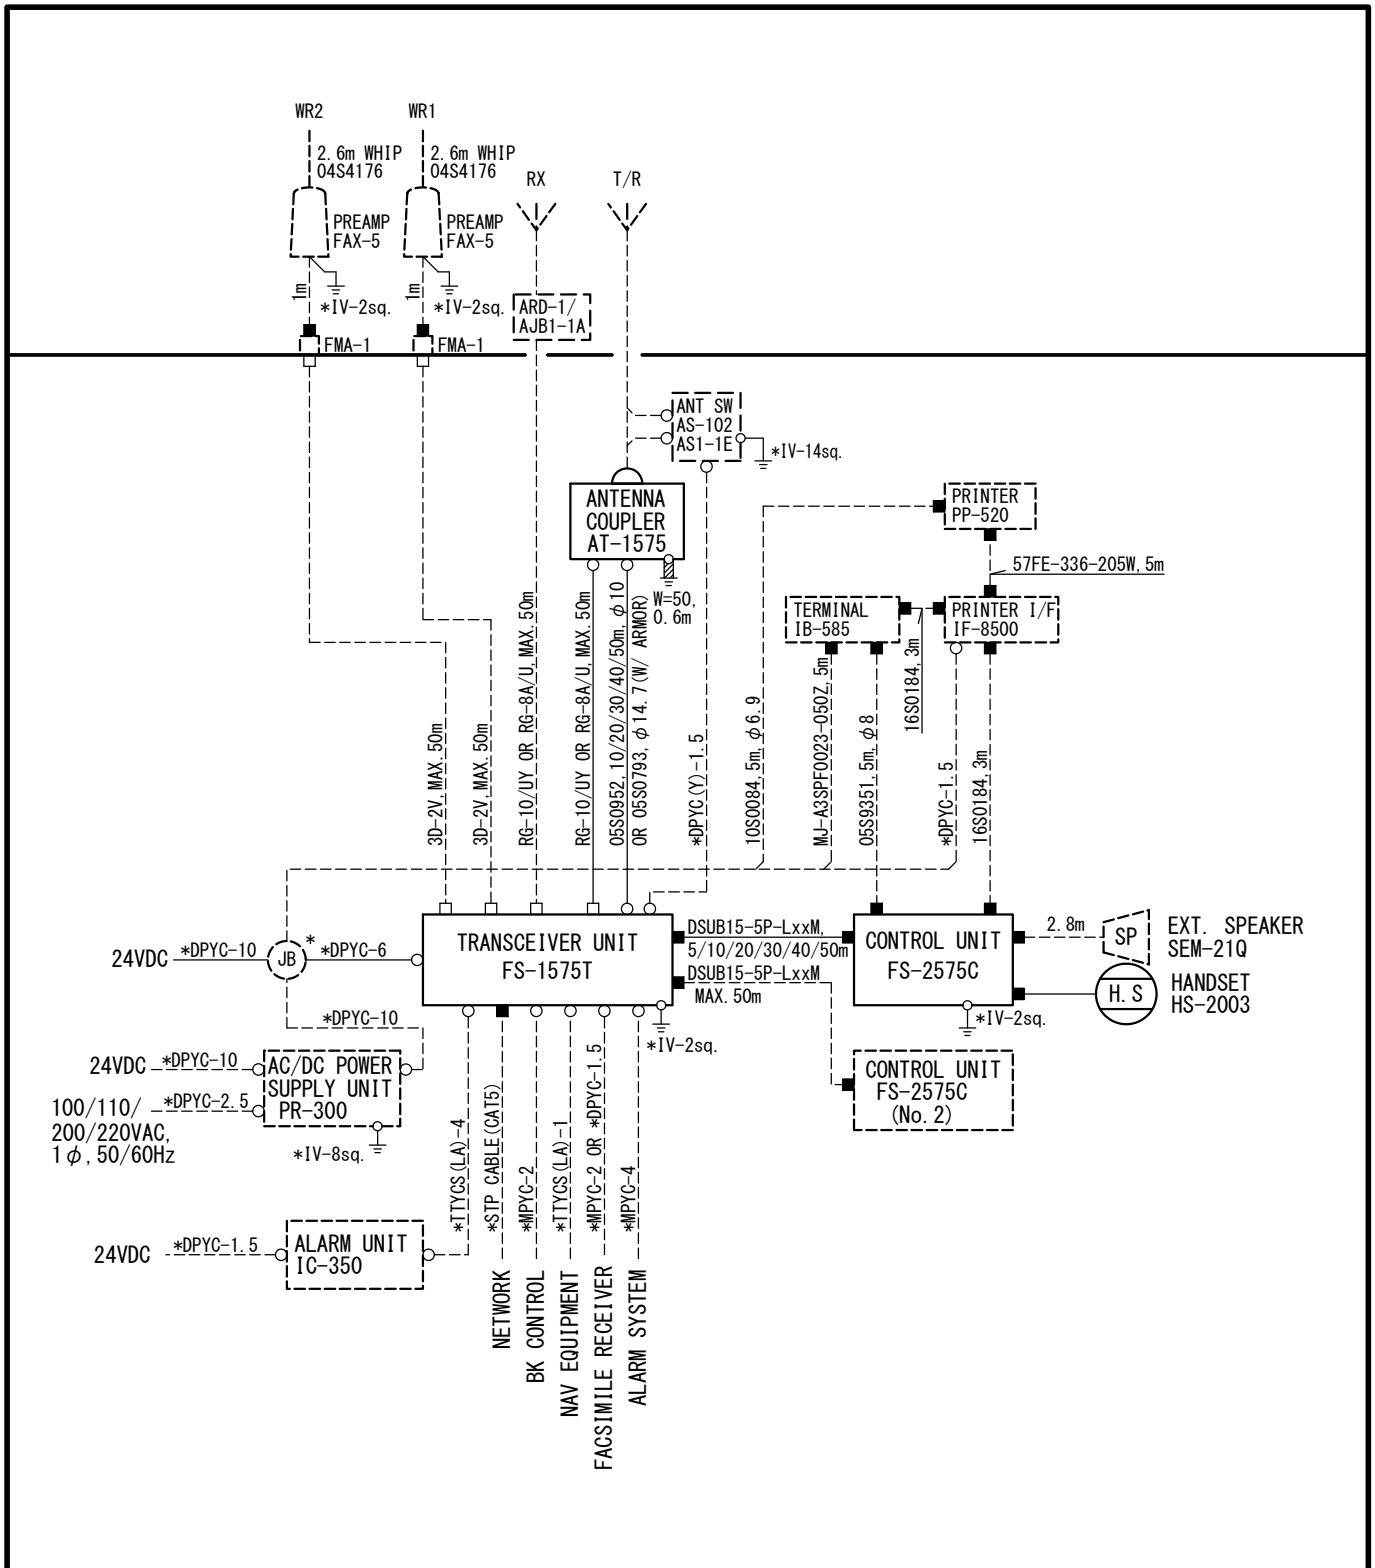 WR2
WR1
2.6m WHIP
04S4176
2.6m WHIP
04S4176
RX
T/R
PREAMP
FAX-5
PREAMP
FAX-5
1m
*IV-2sq.
1m
*IV-2sq.
ARD-1/
AJB1-1A
FMA-1
FMA-1
ANT SW
AS-102
AS1-1E
*IV-14sq.
ANTENNA
COUPLER
AT-1575
W=50,
0.6m
PRINTER
PP-520
57FE-336-205W,5m
TERMINAL
IB-585
PRINTER I/F
IF-8500
16S0184,3m
3D-2V,MAX.50m
3D-2V,MAX.50m
RG-10/UY OR RG-8A/U,MAX.50m
RG-10/UY OR RG-8A/U,MAX.50m
05S0952,10/20/30/40/50m,φ10
OR 05S0793,φ14.7(W/ ARMOR)
*DPYC(Y)-1.5
10S0084,5m,φ6.9
MJ-A3SPF0023-050Z,5m
05S9351,5m,φ8
*DPYC-1.5
16S0184,3m
24VDC
*DPYC-10
JB
*
*DPYC-6
TRANSCEIVER UNIT
FS-1575T
DSUB15-5P-LxxM,
5/10/20/30/40/50m
DSUB15-5P-LxxM
MAX.50m
CONTROL UNIT
FS-2575C
2.8m
SP
EXT. SPEAKER
SEM-21Q
H.S
HANDSET
HS-2003
*IV-2sq.
*IV-2sq.
*DPYC-10
24VDC
*DPYC-10
AC/DC POWER
SUPPLY UNIT
PR-300
100/110/
200/220VAC,
1φ,50/60Hz
*DPYC-2.5
*IV-8sq.
CONTROL UNIT
FS-2575C
(No.2)
*TTYCS(LA)-4
*STP CABLE(CAT5)
*MPYC-2
*TTYCS(LA)-1
*MPYC-2 OR *DPYC-1.5
*MPYC-4
24VDC
*DPYC-1.5
ALARM UNIT
IC-350
NETWORK
BK CONTROL
NAV EQUIPMENT
FACSIMILE RECEIVER
ALARM SYSTEM